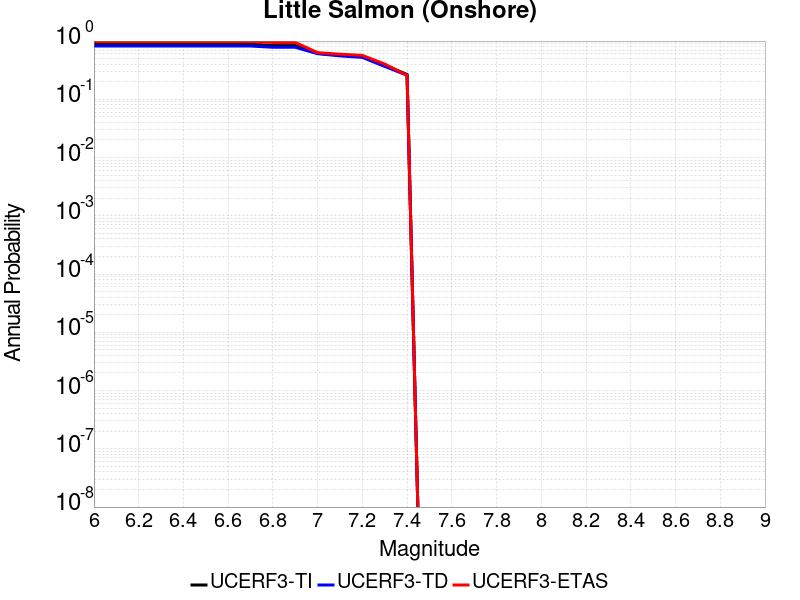 Little Salmon (Onshore)
10^0
10^-1
10^-2
10^-3
10^-4
10^-5
10^-6
10^-7
10^-8
Annual Probability
6 6.2 6.4 6.6 6.8 7 7.2 7.4 7.6 7.8 8 8.2 8.4 8.6 8.8 9
Magnitude
UCERF3-TI UCERF3-TD UCERF3-ETAS